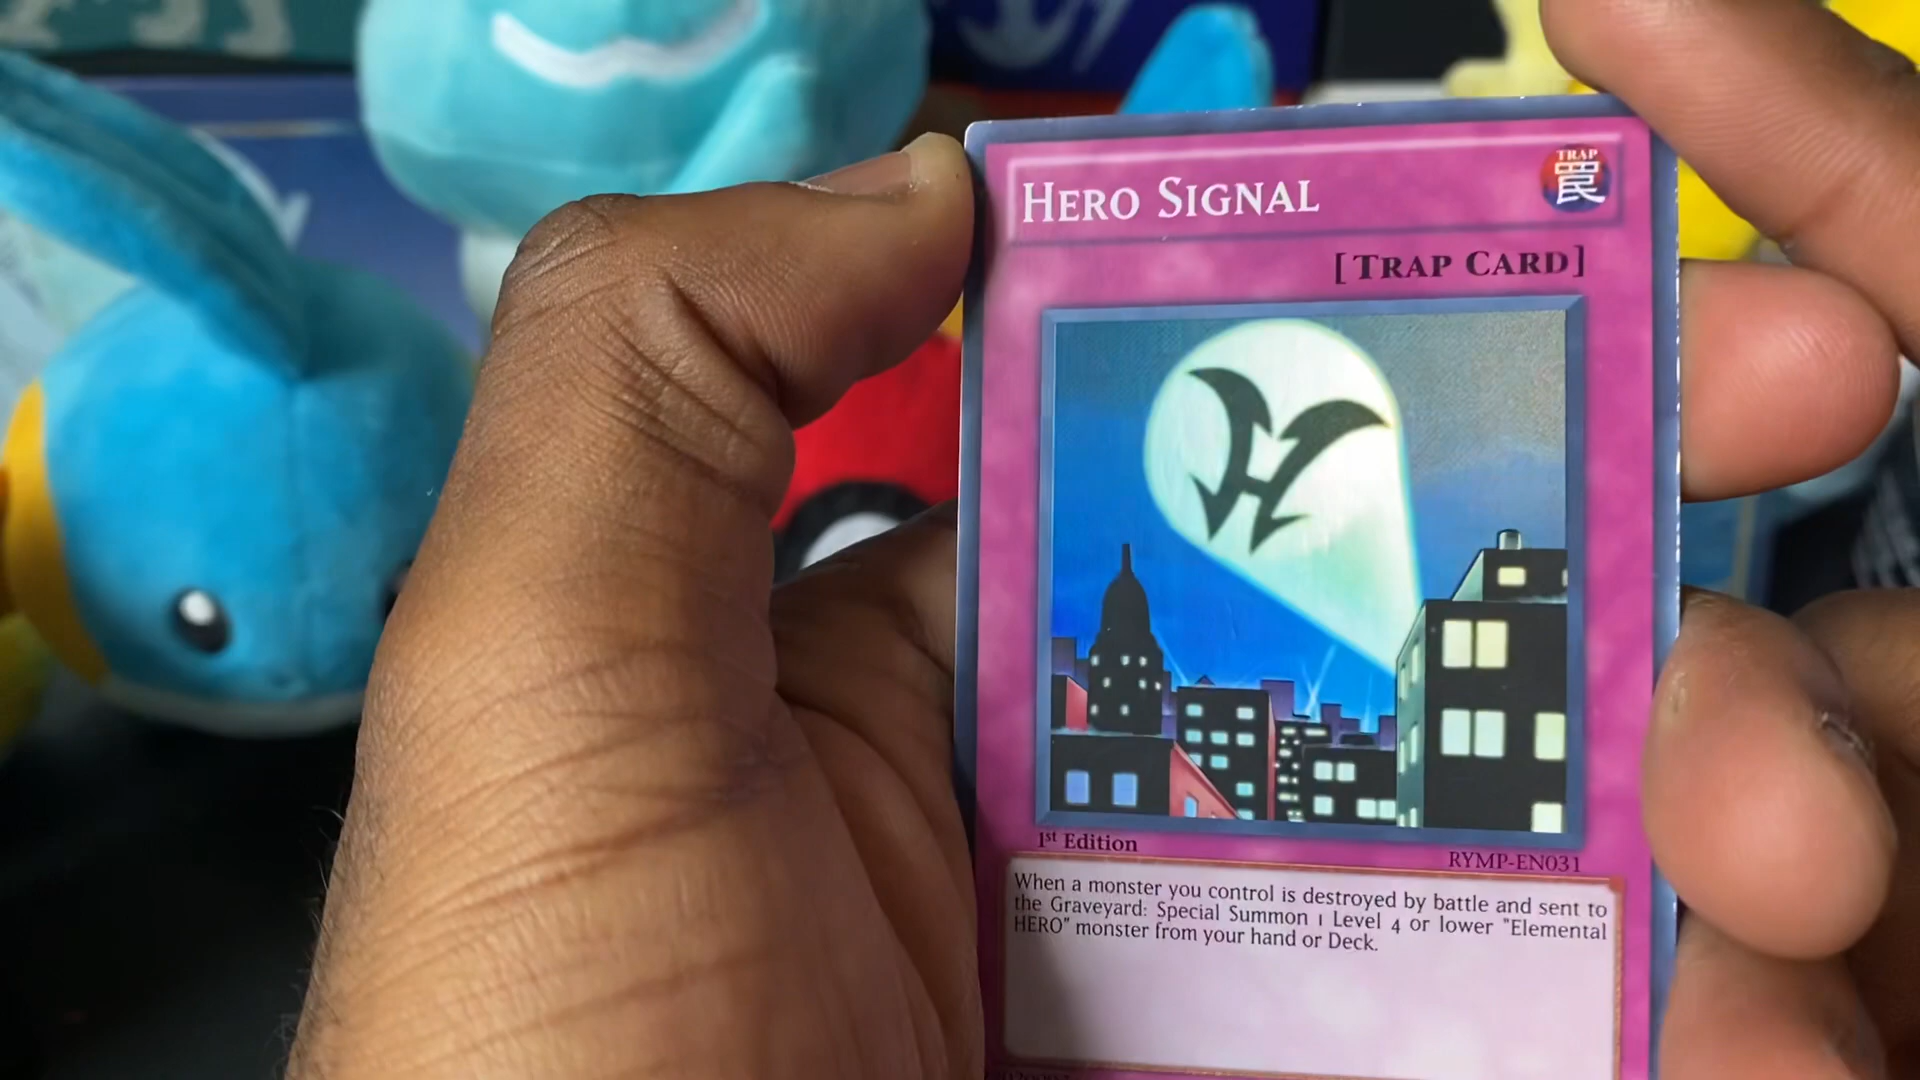 HERO SIGNAL
TRAP
罠
[TRAP CARD]
1st Edition
RYMP-EN031
When a monster you control is destroyed by battle and sent to
the Graveyard: Special Summon 1 Level 4 or lower "Elemental
HERO" monster from your hand or Deck.